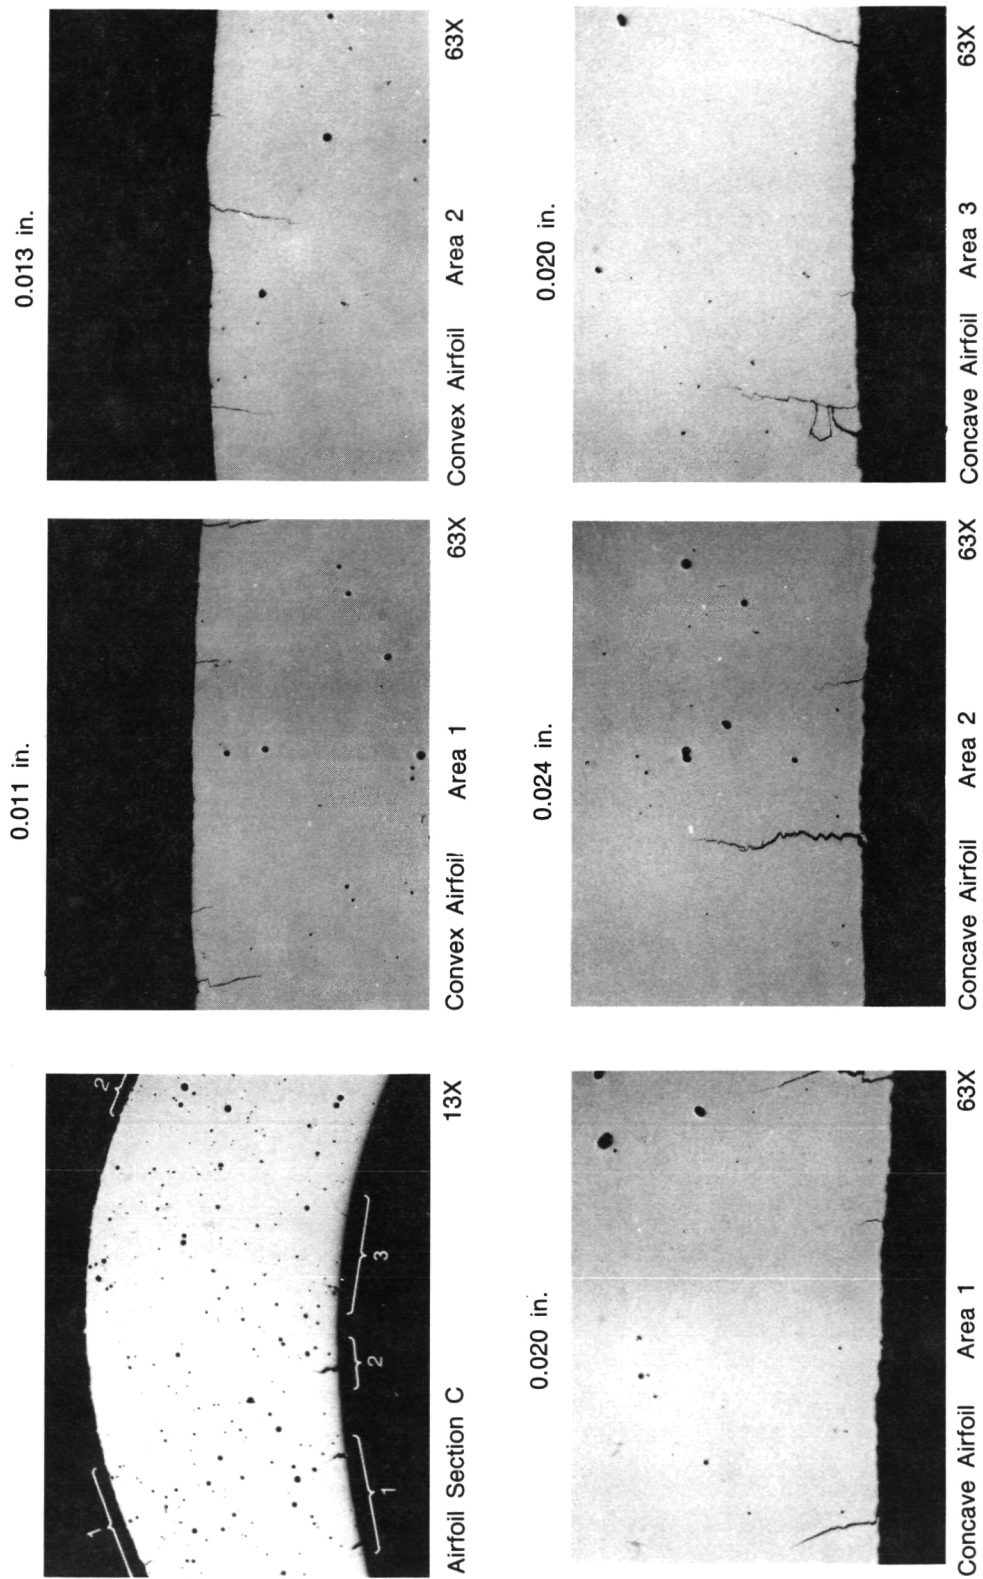 0.011 in.
0.013 in.
1
2
1
2
3
Airfoil Section C 13X
Convex Airfoil Area 1 63X
Convex Airfoil Area 2 63X
0.020 in.
0.024 in.
0.020 in.
Concave Airfoil Area 1 63X
Concave Airfoil Area 2 63X
Concave Airfoil Area 3 63X